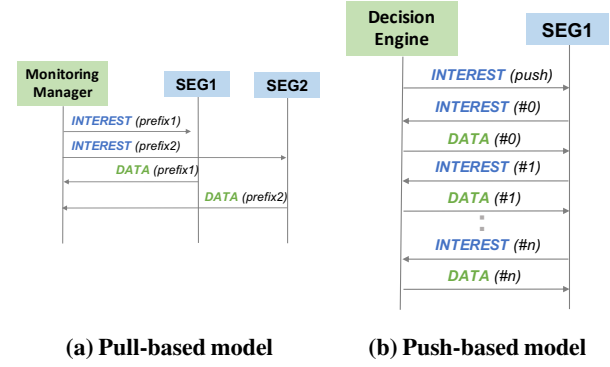 Monitoring
Manager
SEG1
SEG2
INTEREST (prefix1)
INTEREST (prefix2)
DATA (prefix1)
DATA (prefix2)
(a) Pull-based model
Decision
Engine
SEG1
INTEREST (push)
INTEREST (#0)
DATA (#0)
INTEREST (#1)
DATA (#1)
INTEREST (#n)
DATA (#n)
(b) Push-based model